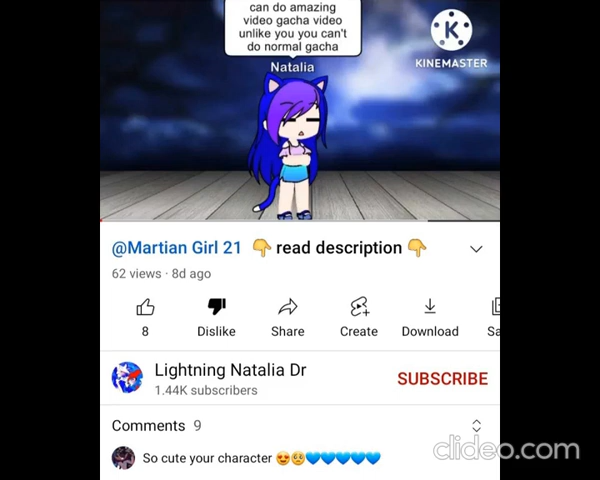 can do amazing
video gacha video
unlike you you can't
do normal gacha
Natalia
K
KINEMASTER
@Martian Girl 21 👇 read description 👇
62 views · 8d ago
8
Dislike
Share
Create
Download
Sa
Lightning Natalia Dr
1.44K subscribers
SUBSCRIBE
Comments 9
So cute your character 😍🥺💙💙💙💙💙
clideo.com